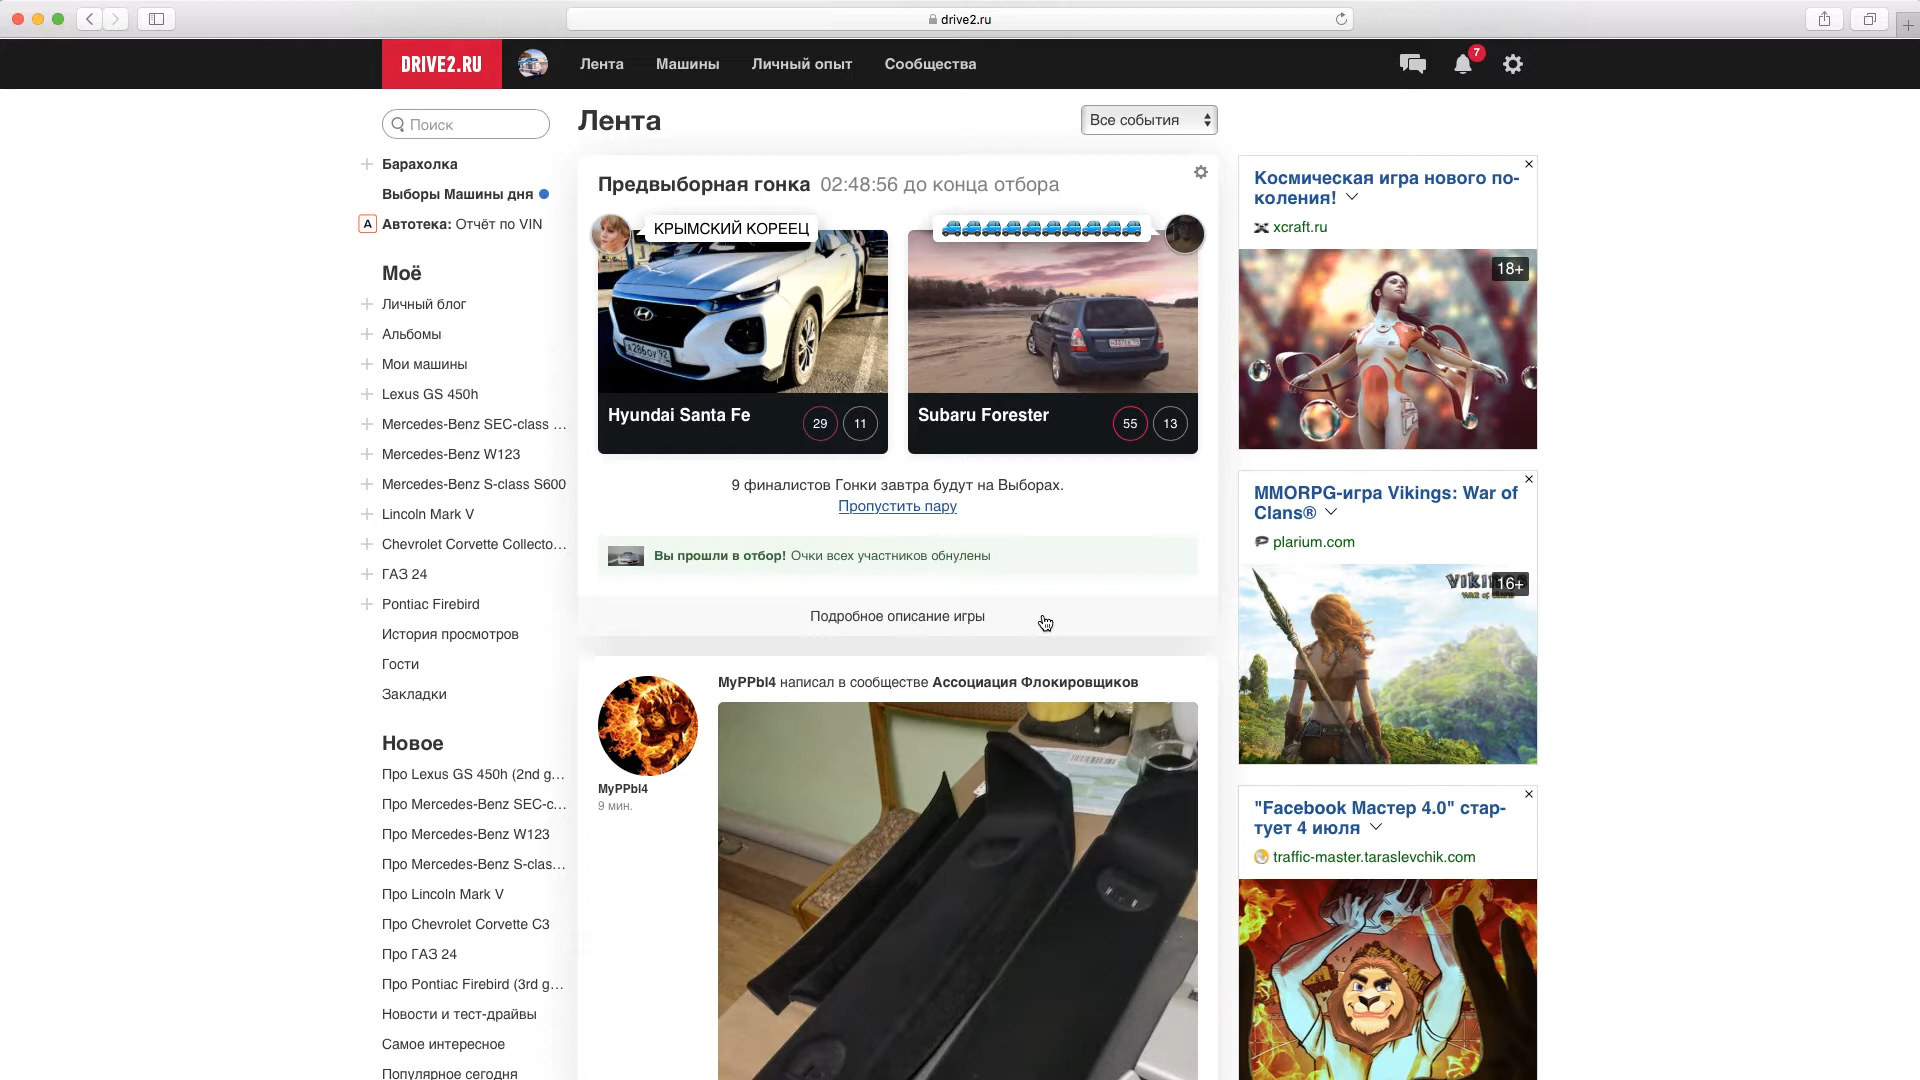 drive2.ru
DRIVE2.RU
Лента
Машины
Личный опыт
Сообщества
7
Поиск
Барахолка
Выборы Машины дня
A Автотека: Отчёт по VIN
Моё
Личный блог
Альбомы
Мои машины
Lexus GS 450h
Mercedes-Benz SEC-class ...
Mercedes-Benz W123
Mercedes-Benz S-class S600
Lincoln Mark V
Chevrolet Corvette Collecto...
ГАЗ 24
Pontiac Firebird
История просмотров
Гости
Закладки
Новое
Про Lexus GS 450h (2nd g...
Про Mercedes-Benz SEC-c...
Про Mercedes-Benz W123
Про Mercedes-Benz S-clas...
Про Lincoln Mark V
Про Chevrolet Corvette C3
Про ГАЗ 24
Про Pontiac Firebird (3rd g...
Новости и тест-драйвы
Самое интересное
Популярное сегодня
Лента
Все события
Предвыборная гонка 02:48:56 до конца отбора
КРЫМСКИЙ КОРЕЕЦ
А286ОУ 92
Hyundai Santa Fe
29
11
Subaru Forester
55
13
9 финалистов Гонки завтра будут на Выборах.
Пропустить пару
Вы прошли в отбор! Очки всех участников обнулены
Подробное описание игры
MyPPbl4 написал в сообществе Ассоциация Флокировщиков
MyPPbl4
9 мин.
Космическая игра нового по-
коления!
xcraft.ru
18+
MMORPG-игра Vikings: War of
Clans®
plarium.com
16+
"Facebook Мастер 4.0" стар-
тует 4 июля
traffic-master.taraslevchik.com